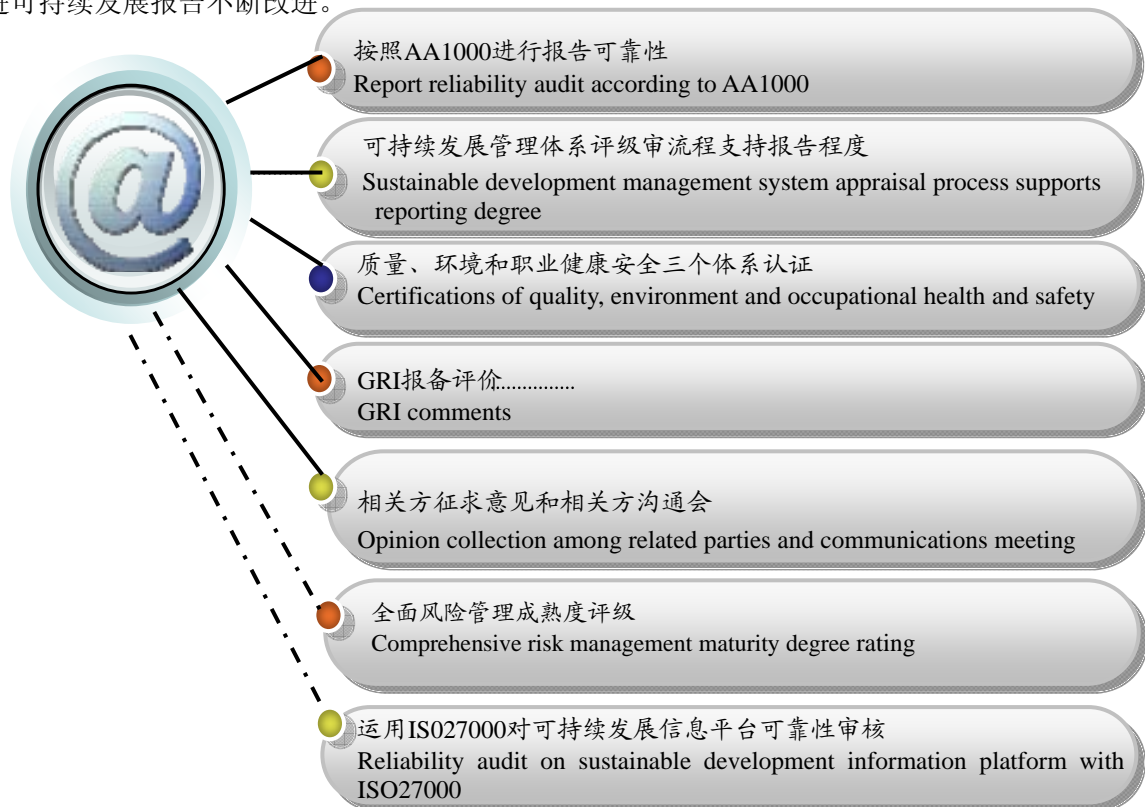 进可持续发展报告不断改进。
按照AA1000进行报告可靠性
Report reliability audit according to AA1000
可持续发展管理体系评级审流程支持报告程度
Sustainable development management system appraisal process supports
reporting degree
质量、环境和职业健康安全三个体系认证
Certifications of quality, environment and occupational health and safety
GRI报备评价..............
GRI comments
相关方征求意见和相关方沟通会
Opinion collection among related parties and communications meeting
全面风险管理成熟度评级
Comprehensive risk management maturity degree rating
运用IS027000对可持续发展信息平台可靠性审核
Reliability audit on sustainable development information platform with
ISO27000
@